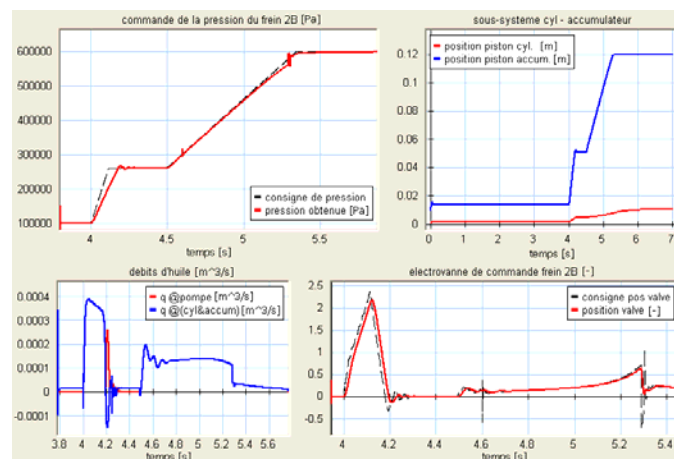 commande de la pression du frein 2B [Pa]
600000
500000
400000
300000
200000
100000
consigne de pression
pression obtenue [Pa]
4
4.5
5
5.5
temps [s]
sous-systeme cyl - accumulateur
position piston cyl. [m]
position piston accum. [m]
0.12
0.09
0.06
0.04
0.02
0
0 1 2 3 4 5 6 7
temps [s]
debits d'huile [m^3/s]
q @pompe [m^3/s]
q @(cyl&accum) [m^3/s]
0.0004
0.0003
0.0002
0.0001
0
-0.0001
3.8 4 4.2 4.4 4.6 4.8 5 5.2 5.4 5.6
temps [s]
electrovanne de commande frein 2B [-]
consigne pos valve
position valve [-]
2.5
2
1.5
1
0.5
0
-0.5
4 4.2 4.4 4.6 4.8 5 5.2 5.4
temps [s]